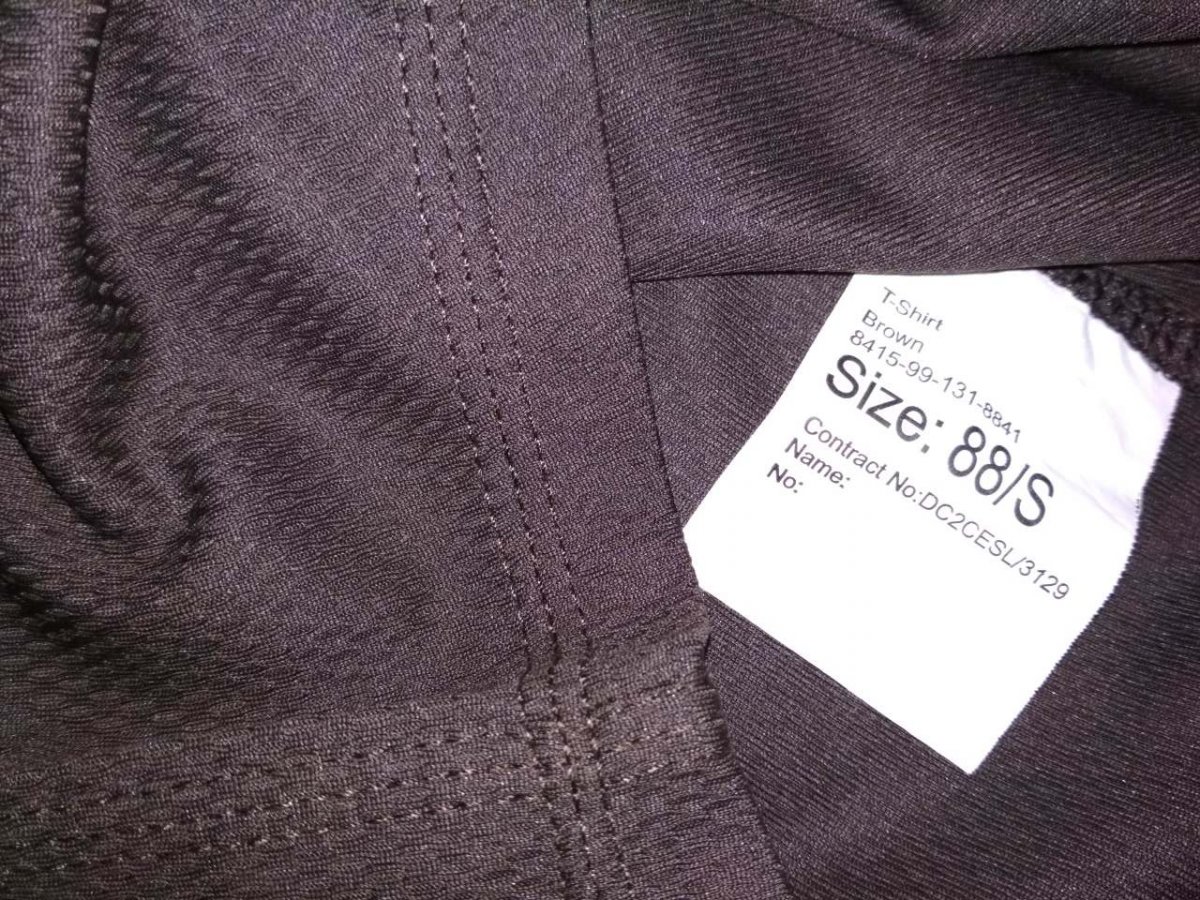 T-Shirt
Brown
8415-99-131-8841
Size: 88/S
Contract No:DC2CESL/3129
Name:
No: